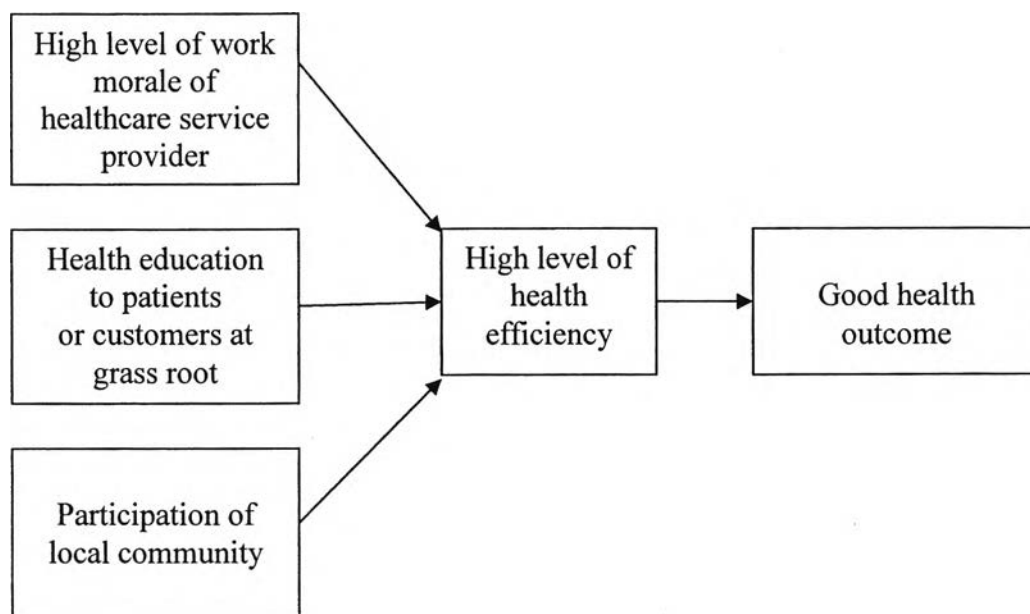 High level of work
morale of
healthcare service
provider
Health education
to patients
or customers at
grass root
Participation of
local community
High level of
health
efficiency
Good health
outcome